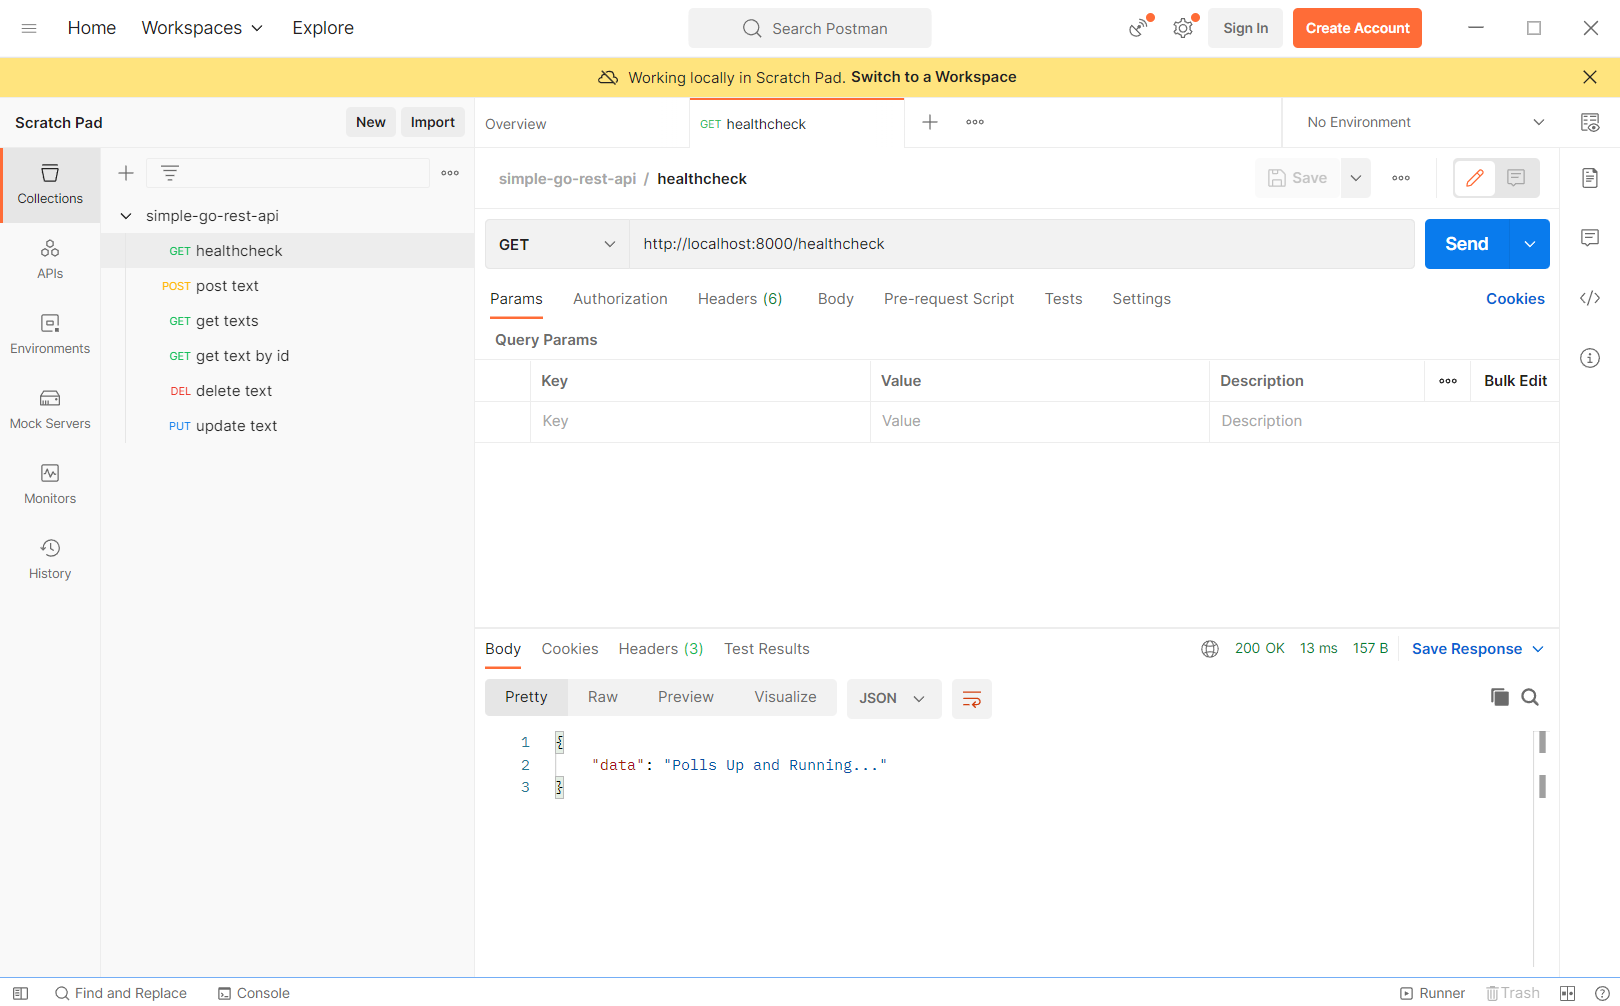 Home Workspaces Explore Search Postman Sign In Create Account
Working locally in Scratch Pad. Switch to a Workspace
Scratch Pad New Import Overview GET healthcheck No Environment
Collections
simple-go-rest-api / healthcheck Save
simple-go-rest-api
GET healthcheck
POST post text
GET get texts
GET get text by id
DEL delete text
PUT update text
APIs
Environments
Mock Servers
Monitors
History
GET http://localhost:8000/healthcheck Send
Params Authorization Headers (6) Body Pre-request Script Tests Settings Cookies
Query Params
Key Value Description Bulk Edit
Key Value Description
Body Cookies Headers (3) Test Results 200 OK 13 ms 157 B Save Response
Pretty Raw Preview Visualize JSON
1 {
2 "data": "Polls Up and Running..."
3 }
Find and Replace Console Runner Trash